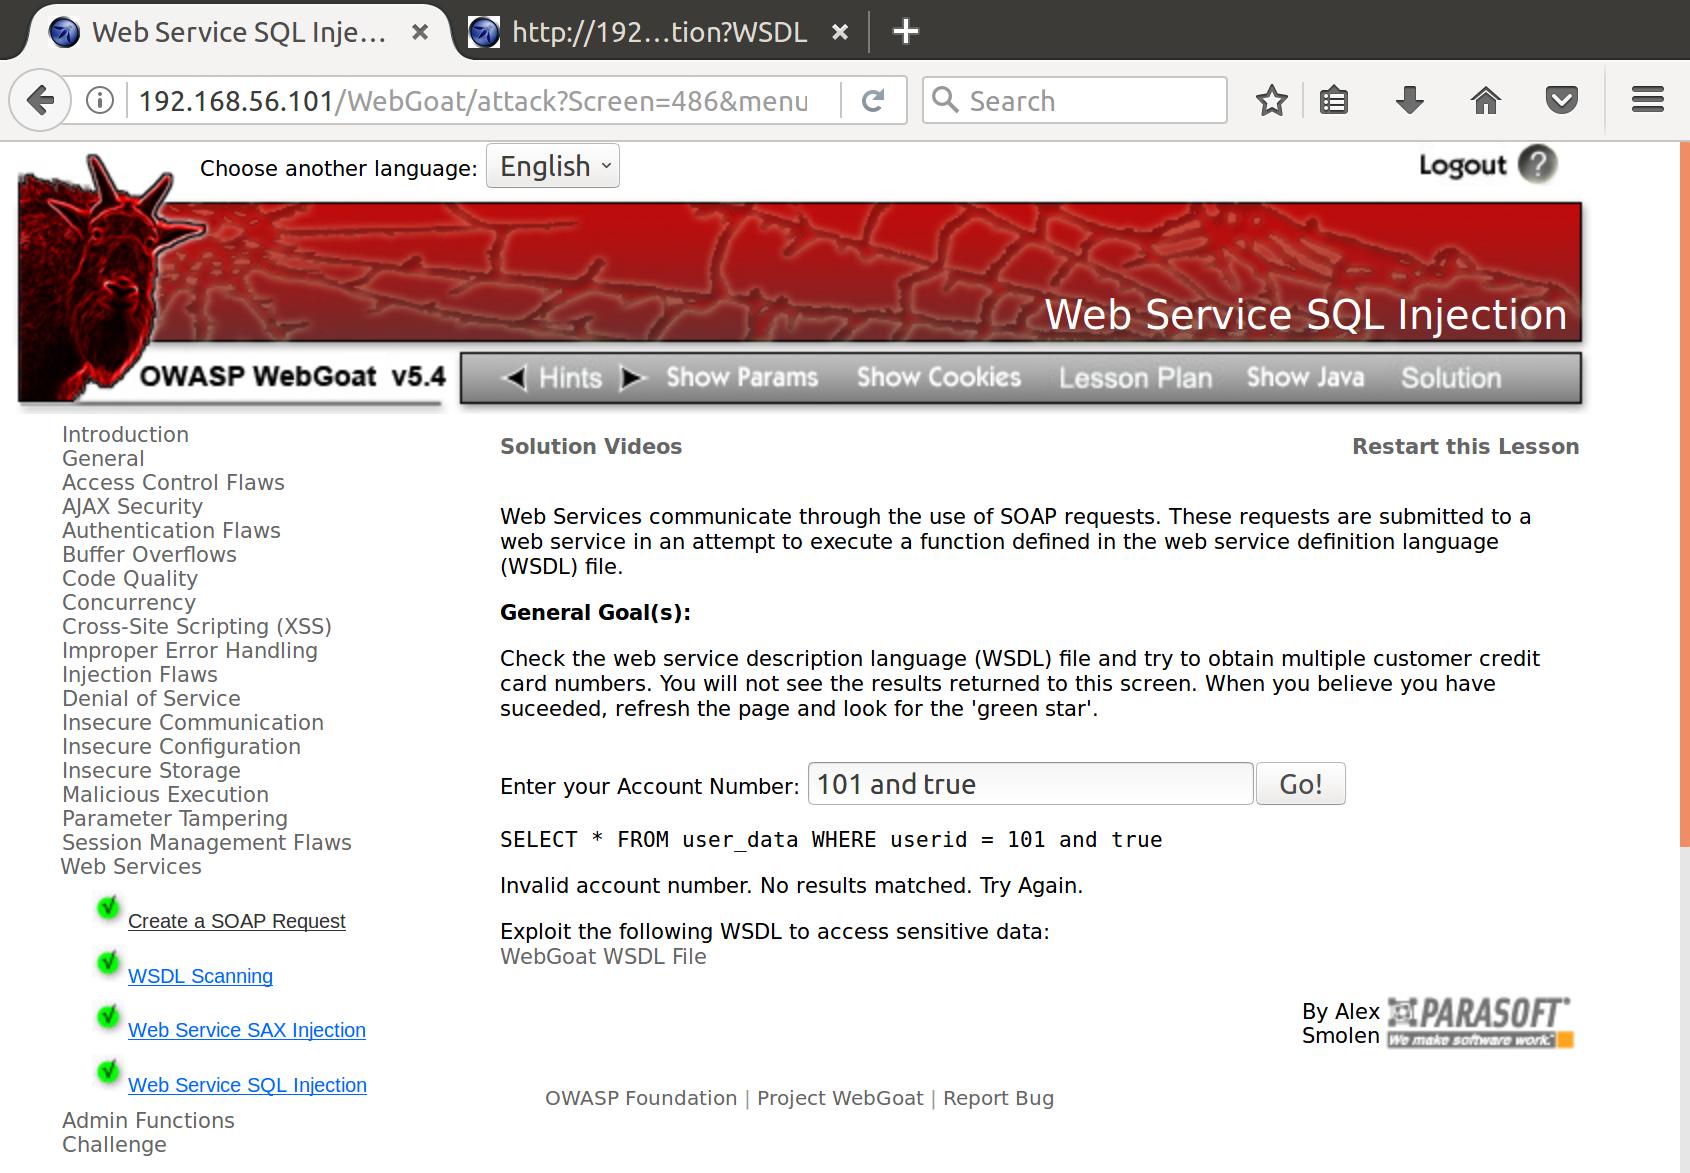 Web Service SQL Inje...
http://192...tion?WSDL
192.168.56.101/WebGoat/attack?Screen=486&menu
Search
Choose another language: English
Logout ?
Web Service SQL Injection
OWASP WebGoat v5.4
Hints Show Params Show Cookies Lesson Plan Show Java Solution
Introduction
General
Access Control Flaws
AJAX Security
Authentication Flaws
Buffer Overflows
Code Quality
Concurrency
Cross-Site Scripting (XSS)
Improper Error Handling
Injection Flaws
Denial of Service
Insecure Communication
Insecure Configuration
Insecure Storage
Malicious Execution
Parameter Tampering
Session Management Flaws
Web Services
Create a SOAP Request
WSDL Scanning
Web Service SAX Injection
Web Service SQL Injection
Admin Functions
Challenge
Solution Videos
Restart this Lesson
Web Services communicate through the use of SOAP requests. These requests are submitted to a
web service in an attempt to execute a function defined in the web service definition language
(WSDL) file.
General Goal(s):
Check the web service description language (WSDL) file and try to obtain multiple customer credit
card numbers. You will not see the results returned to this screen. When you believe you have
suceeded, refresh the page and look for the 'green star'.
Enter your Account Number: 101 and true Go!
SELECT * FROM user_data WHERE userid = 101 and true
Invalid account number. No results matched. Try Again.
Exploit the following WSDL to access sensitive data:
WebGoat WSDL File
By Alex
Smolen
PARASOFT
We make software work.
OWASP Foundation | Project WebGoat | Report Bug